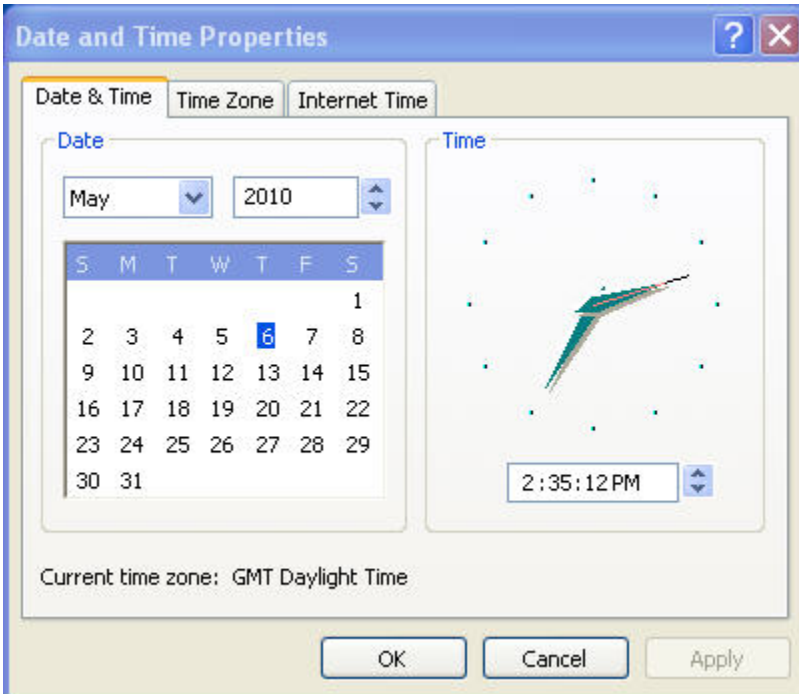 Date and Time Properties
?
Date & Time Time Zone Internet Time
Date
Time
May 2010
S M T W T F S
1
2 3 4 5 6 7 8
9 10 11 12 13 14 15
16 17 18 19 20 21 22
23 24 25 26 27 28 29
30 31
2:35:12 PM
Current time zone: GMT Daylight Time
OK Cancel Apply